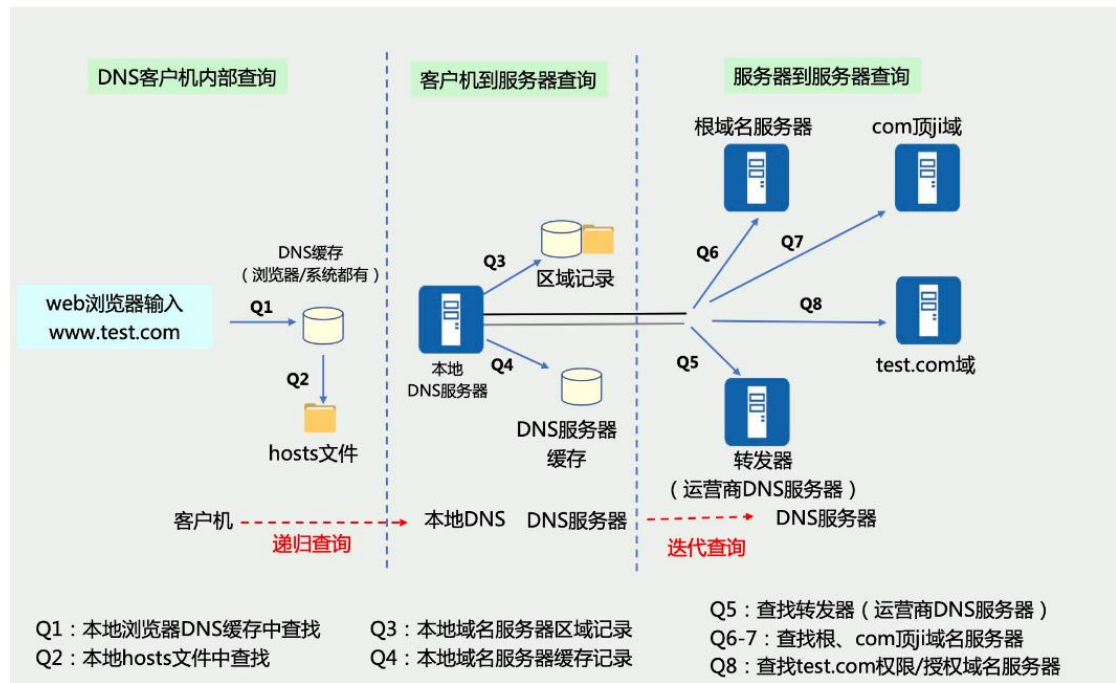 DNS客户机内部查询
客户机到服务器查询
服务器到服务器查询
根域名服务器
com顶ji域
DNS缓存
（浏览器/系统都有）
web浏览器输入
www.test.com
Q1
Q2
hosts文件
Q3
区域记录
本地
DNS服务器
Q4
DNS服务器
缓存
Q6
Q7
Q8
test.com域
Q5
转发器
（运营商DNS服务器）
客户机
递归查询
本地DNS
DNS服务器
迭代查询
DNS服务器
Q1：本地浏览器DNS缓存中查找
Q2：本地hosts文件中查找
Q3：本地域名服务器区域记录
Q4：本地域名服务器缓存记录
Q5：查找转发器（运营商DNS服务器）
Q6-7：查找根、com顶ji域名服务器
Q8：查找test.com权限/授权域名服务器